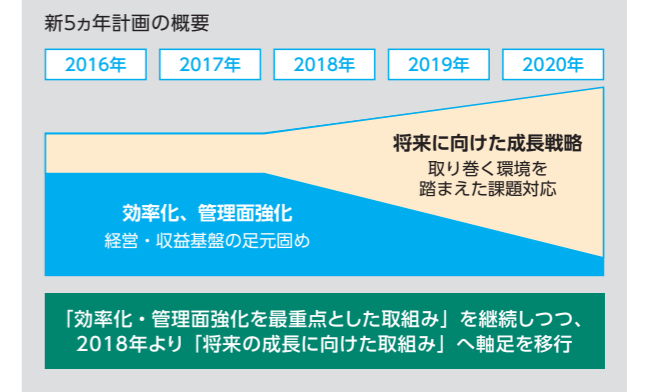 新5ヵ年計画の概要
2016年 2017年 2018年 2019年 2020年
将来に向けた成長戦略
取り巻く環境を
踏まえた課題対応
効率化、管理面強化
経営・収益基盤の足元固め
「効率化・管理面強化を最重点とした取組み」を継続しつつ、
2018年より「将来の成長に向けた取組み」へ軸足を移行